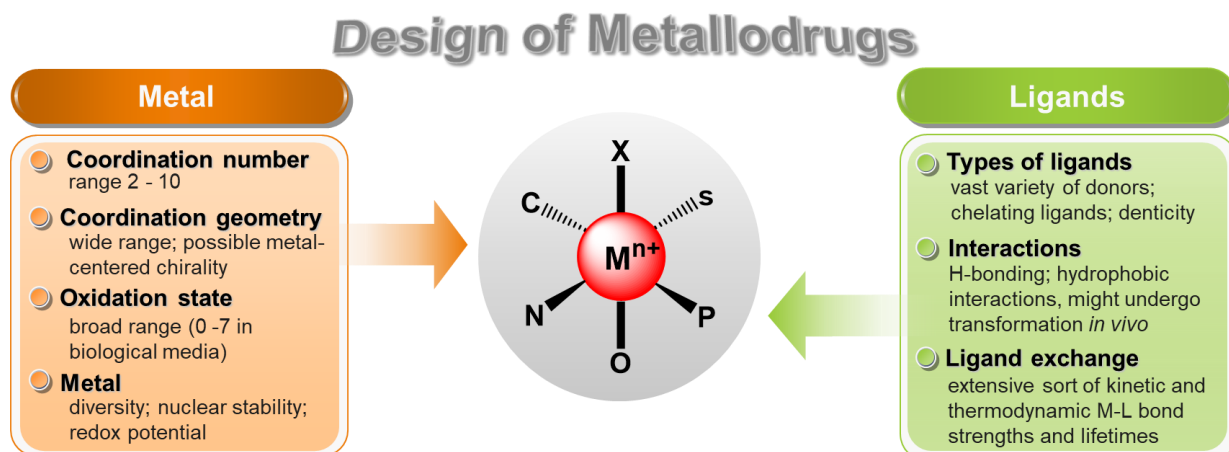 Design of Metallodrugs
Metal
Coordination number
range 2 - 10
Coordination geometry
wide range; possible metal-
centered chirality
Oxidation state
broad range (0 -7 in
biological media)
Metal
diversity; nuclear stability;
redox potential
X
C
s
Mn+
N
P
O
Ligands
Types of ligands
vast variety of donors;
chelating ligands; denticity
Interactions
H-bonding; hydrophobic
interactions, might undergo
transformation in vivo
Ligand exchange
extensive sort of kinetic and
thermodynamic M-L bond
strengths and lifetimes